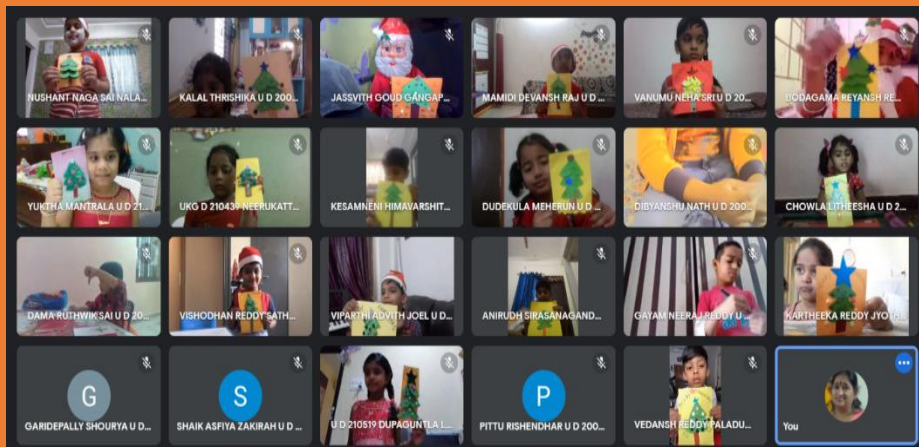 NUSHANT NAGA SAI NALA...
KALAL THRISHIKA U D 200...
JASSVITH GOUD GANGAP...
MAMIDI DEVANSH RAJ U D ...
VANUMU NEHA SRI U D 20...
BODAGAMA REYANSH RE...
YUKTHA MANTRALA U D 21...
UKG D 210439 NEERUKATT...
KESAMNENI HIMAVARSHIT...
DUDEKULA MEHERUN U D ...
DIBYANSHU NATH U D 200...
CHOWLA LITHEESHA U D 2...
DAMA RUTHWIK SAI U D 20...
VISHODHAN REDDY SATH...
VIPARTHI ADVITH JOEL U D...
ANIRUDH SIRASANAGAND...
GAYAM NEERAJ REDDY U ...
KARTHEEKA REDDY JYOTH...
G
GARIDEPALLY SHOURYA U D...
S
SHAIK ASFIYA ZAKIRAH U D ...
U D 210519 DUPAGUNTLA L...
P
PITTU RISHENDHAR U D 200...
VEDANSH REDDY PALADU...
You